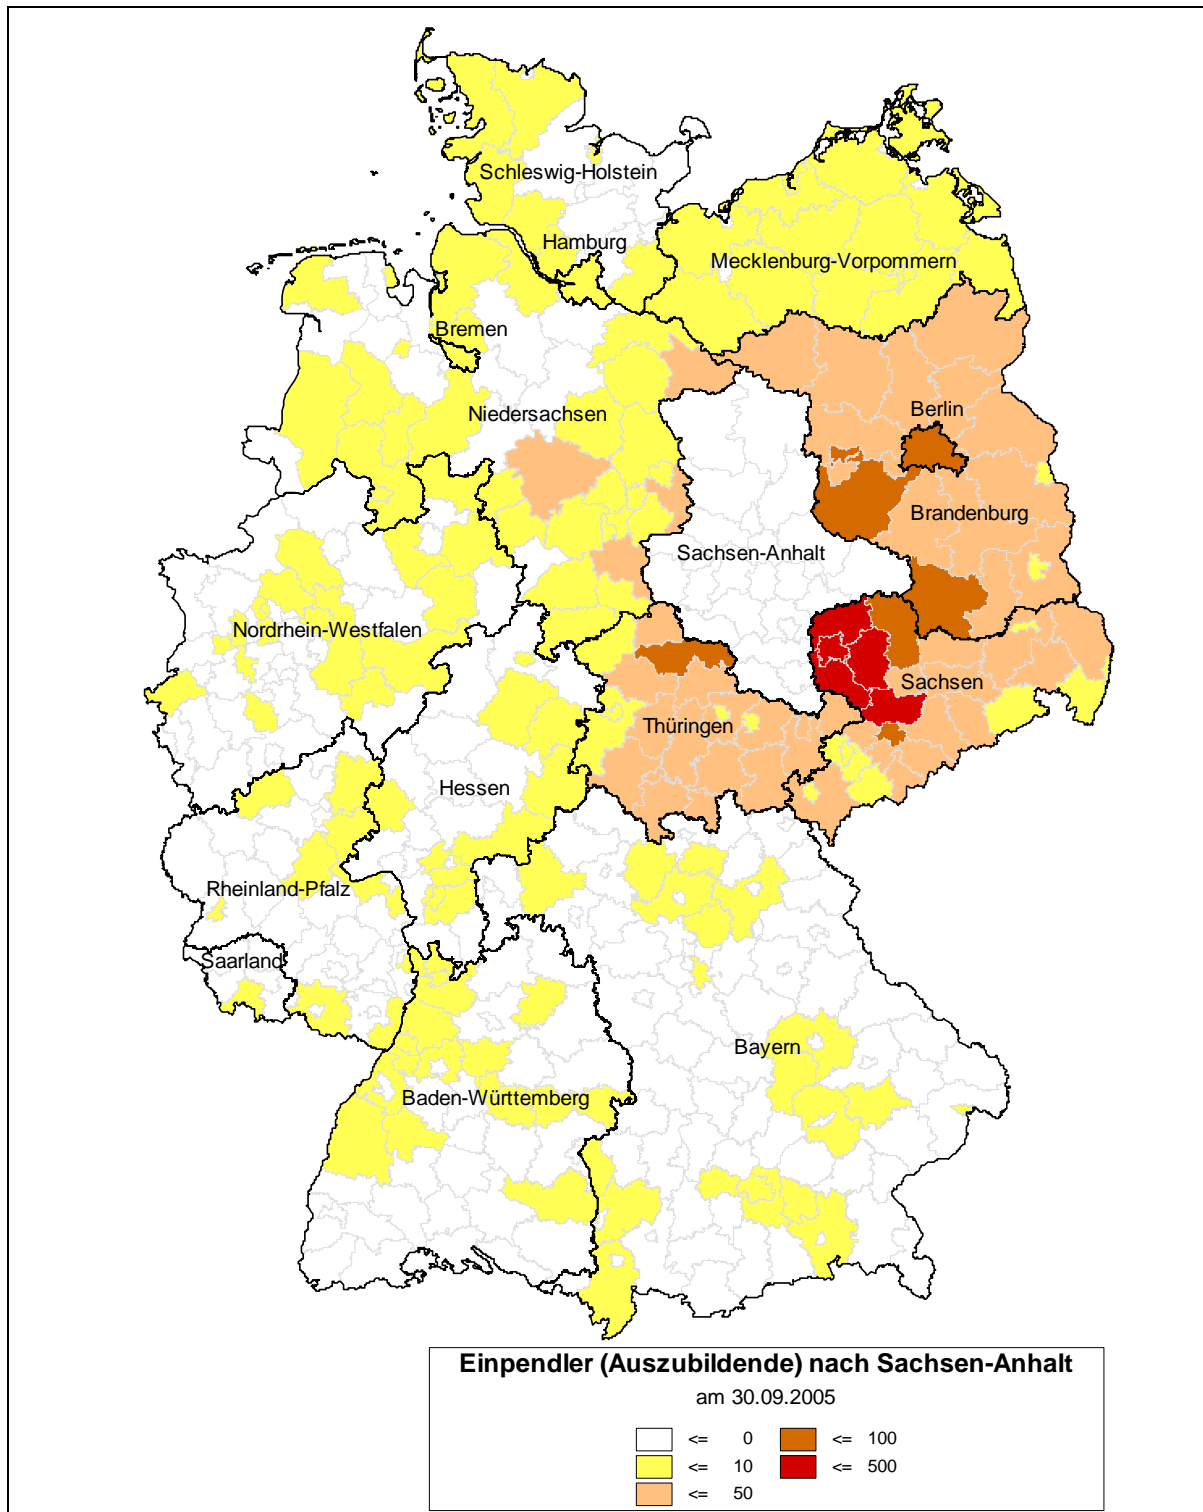 Schleswig-Holstein
Hamburg
Mecklenburg-Vorpommern
Bremen
Niedersachsen
Berlin
Brandenburg
Sachsen-Anhalt
Nordrhein-Westfalen
Sachsen
Thüringen
Hessen
Rheinland-Pfalz
Saarland
Bayern
Baden-Württemberg
Einpendler (Auszubildende) nach Sachsen-Anhalt
am 30.09.2005
<= 0 <= 100
<= 10 <= 500
<= 50